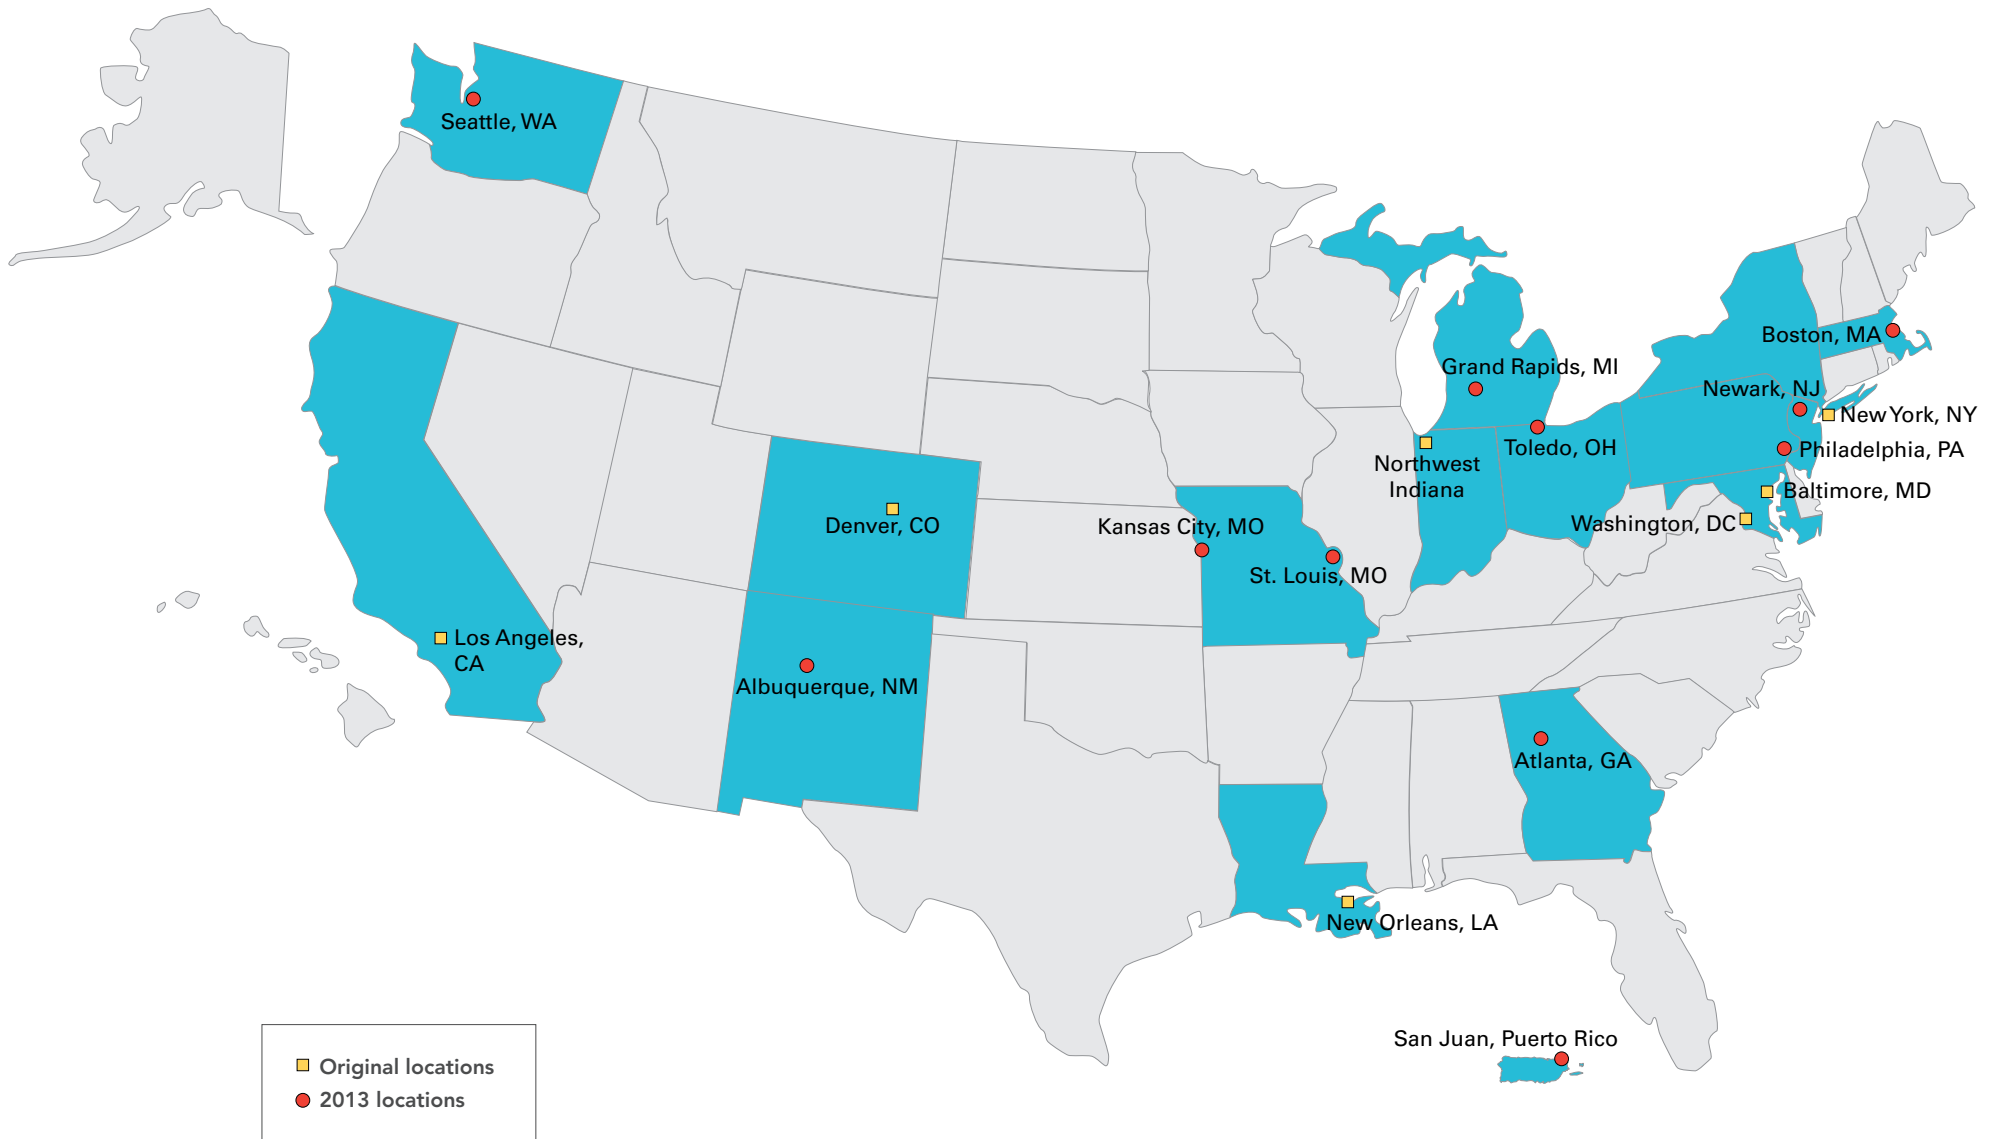 Seattle, WA
Boston, MA
Grand Rapids, MI
Newark, NJ
New York, NY
Toledo, OH
Philadelphia, PA
Northwest
Indiana
Baltimore, MD
Denver, CO
Kansas City, MO
Washington, DC
St. Louis, MO
Los Angeles,
CA
Albuquerque, NM
Atlanta, GA
New Orleans, LA
San Juan, Puerto Rico
Original locations
2013 locations